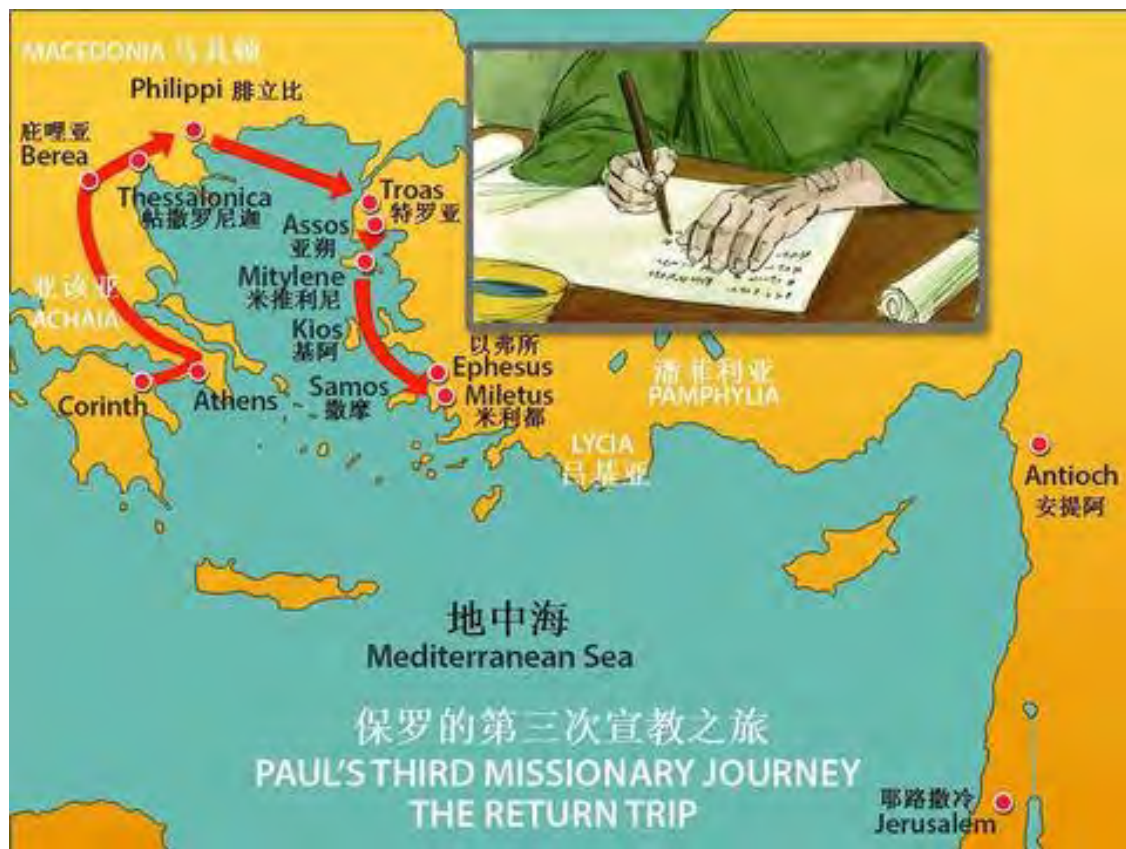 MACEDONIA 马其顿
Philippi 腓立比
庇哩亚
Berea
Thessalonica
帖撒罗尼迦
Troas
特罗亚
Assos
亚朔
Mitylene
米推利尼
亚该亚
ACHAIA
Kios
基阿
以弗所
Ephesus
Samos
撒摩
Miletus
米利都
Corinth
Athens
潘菲利亚
PAMPHYLIA
LYCIA
吕基亚
Antioch
安提阿
地中海
Mediterranean Sea
保罗的第三次宣教之旅
PAUL'S THIRD MISSIONARY JOURNEY
THE RETURN TRIP
耶路撒冷
Jerusalem